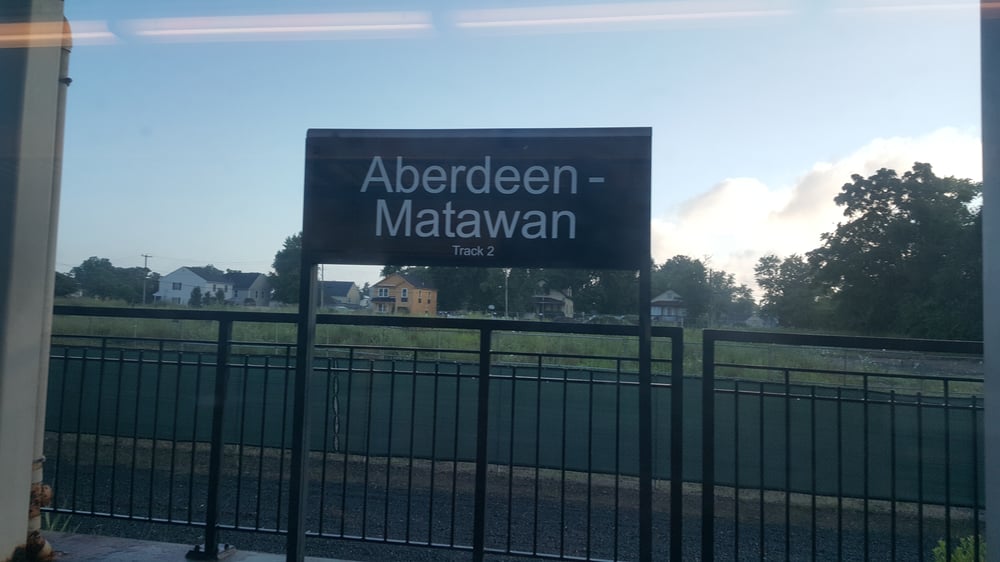 Aberdeen -
Matawan
Track 2